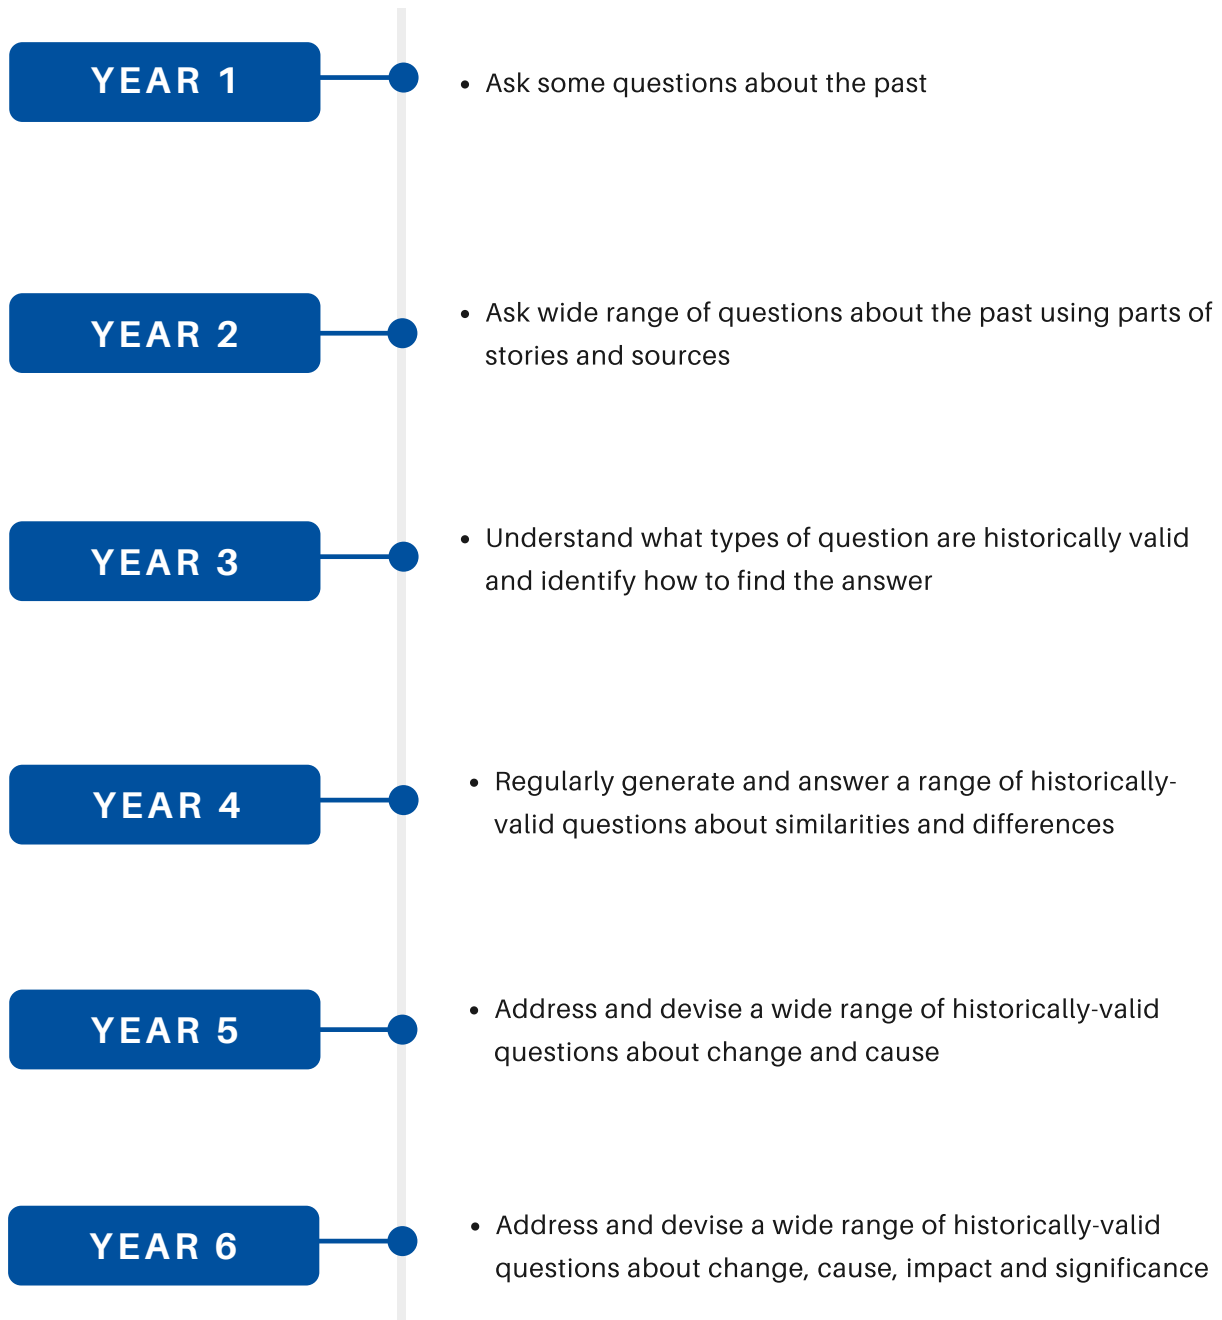 YEAR 1
• Ask some questions about the past
YEAR 2
• Ask wide range of questions about the past using parts of
stories and sources
YEAR 3
• Understand what types of question are historically valid
and identify how to find the answer
YEAR 4
• Regularly generate and answer a range of historically-
valid questions about similarities and differences
YEAR 5
• Address and devise a wide range of historically-valid
questions about change and cause
YEAR 6
• Address and devise a wide range of historically-valid
questions about change, cause, impact and significance